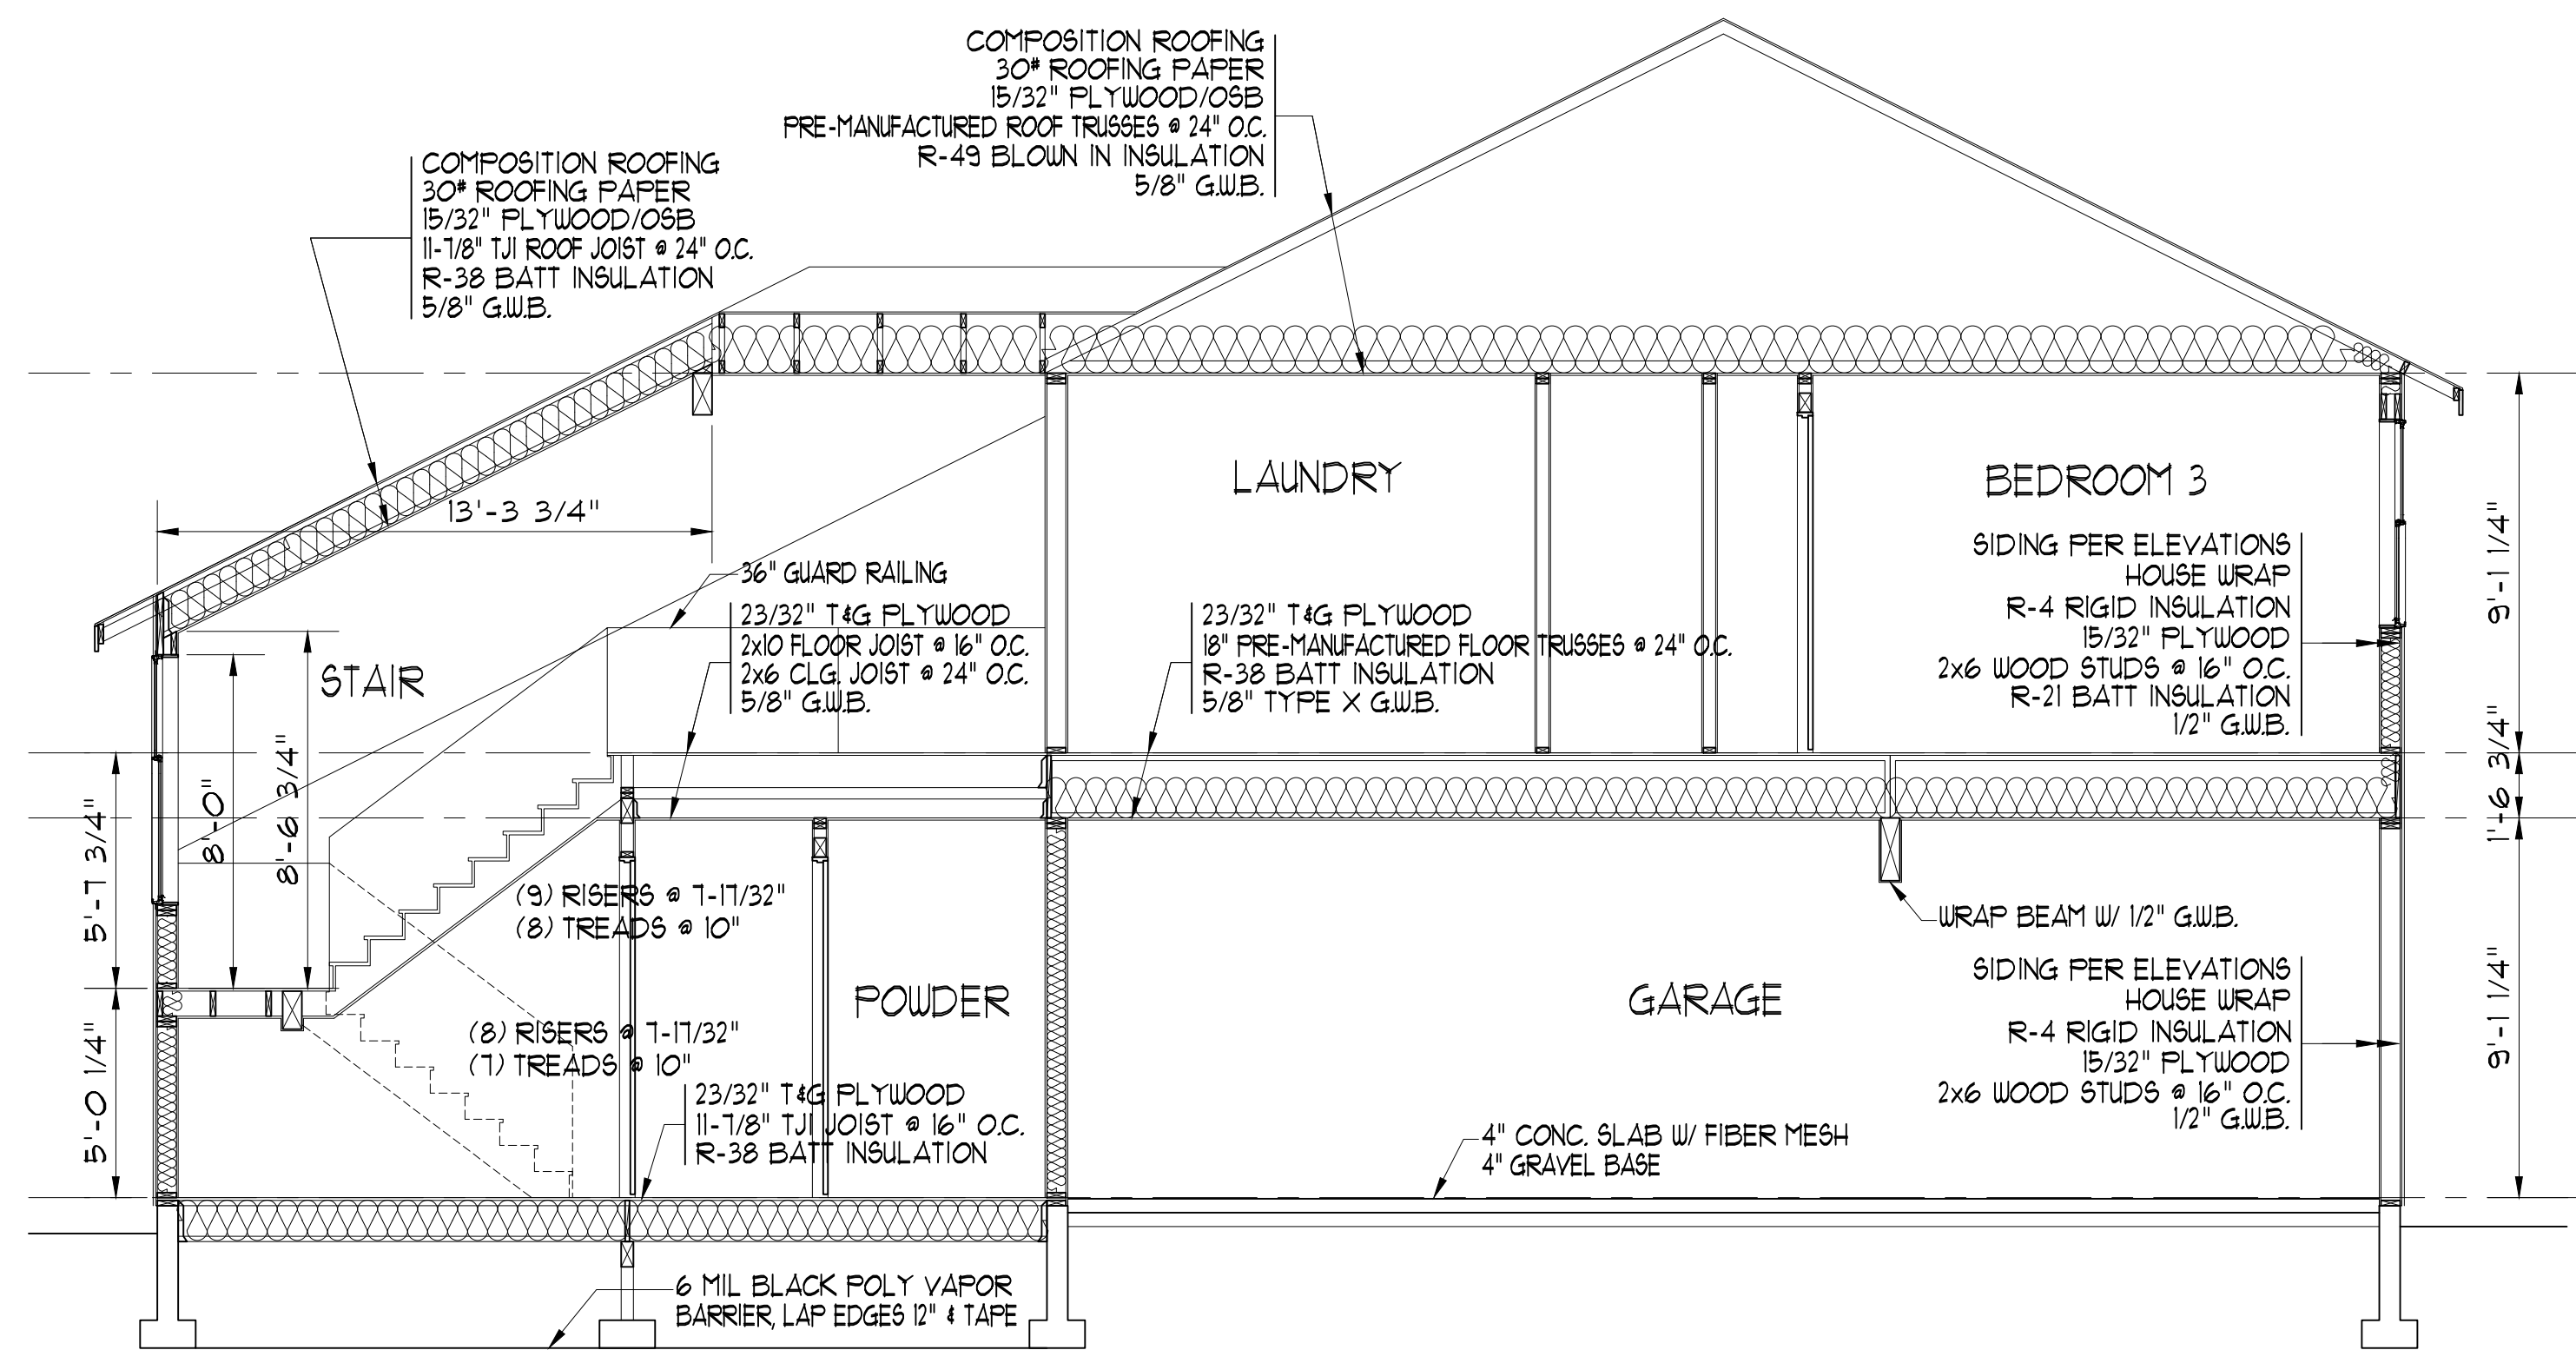 COMPOSITION ROOFING
30# ROOFING PAPER
15/32" PLYWOOD/OSB
PRE-MANUFACTURED ROOF TRUSSES @ 24" O.C.
R-49 BLOWN IN INSULATION
5/8" G.W.B.
COMPOSITION ROOFING
30# ROOFING PAPER
15/32" PLYWOOD/OSB
11-7/8" TJI ROOF JOIST @ 24" O.C.
R-38 BATT INSULATION
5/8" G.W.B.
13'-3 3/4"
LAUNDRY
BEDROOM 3
36" GUARD RAILING
STAIR
23/32" T&G PLYWOOD
2x10 FLOOR JOIST @ 16" O.C.
2x6 CLG. JOIST @ 24" O.C.
5/8" G.W.B.
23/32" T&G PLYWOOD
18" PRE-MANUFACTURED FLOOR TRUSSES @ 24" O.C.
R-38 BATT INSULATION
5/8" TYPE X G.W.B.
SIDING PER ELEVATIONS
HOUSE WRAP
R-4 RIGID INSULATION
15/32" PLYWOOD
2x6 WOOD STUDS @ 16" O.C.
R-21 BATT INSULATION
1/2" G.W.B.
9'-1 1/4"
1'-6 3/4"
9'-1 1/4"
8'-0"
8'-6 3/4"
5'-7 3/4"
5'-0 1/4"
(9) RISERS @ 7-17/32"
(8) TREADS @ 10"
(8) RISERS @ 7-17/32"
(7) TREADS @ 10"
POWDER
GARAGE
WRAP BEAM W/ 1/2" G.W.B.
SIDING PER ELEVATIONS
HOUSE WRAP
R-4 RIGID INSULATION
15/32" PLYWOOD
2x6 WOOD STUDS @ 16" O.C.
1/2" G.W.B.
23/32" T&G PLYWOOD
11-7/8" TJI JOIST @ 16" O.C.
R-38 BATT INSULATION
4" CONC. SLAB W/ FIBER MESH
4" GRAVEL BASE
6 MIL BLACK POLY VAPOR
BARRIER, LAP EDGES 12" & TAPE